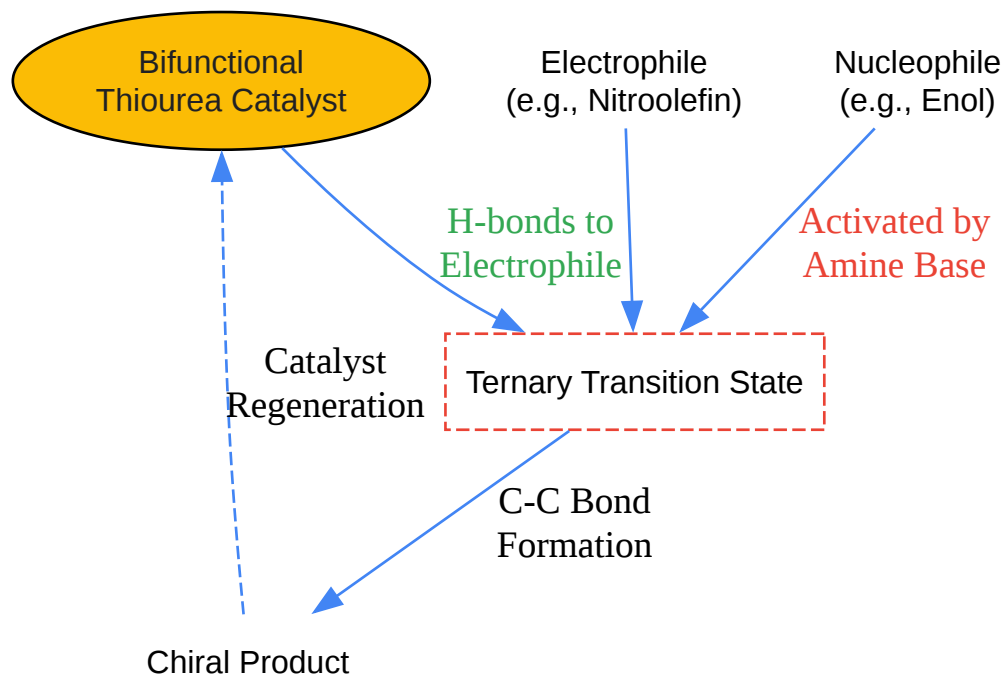 Bifunctional
Thiourea Catalyst
Electrophile
(e.g., Nitroolefin)
Nucleophile
(e.g., Enol)
H-bonds to
Electrophile
Activated by
Amine Base
Catalyst
Regeneration
Ternary Transition State
C-C Bond
Formation
Chiral Product